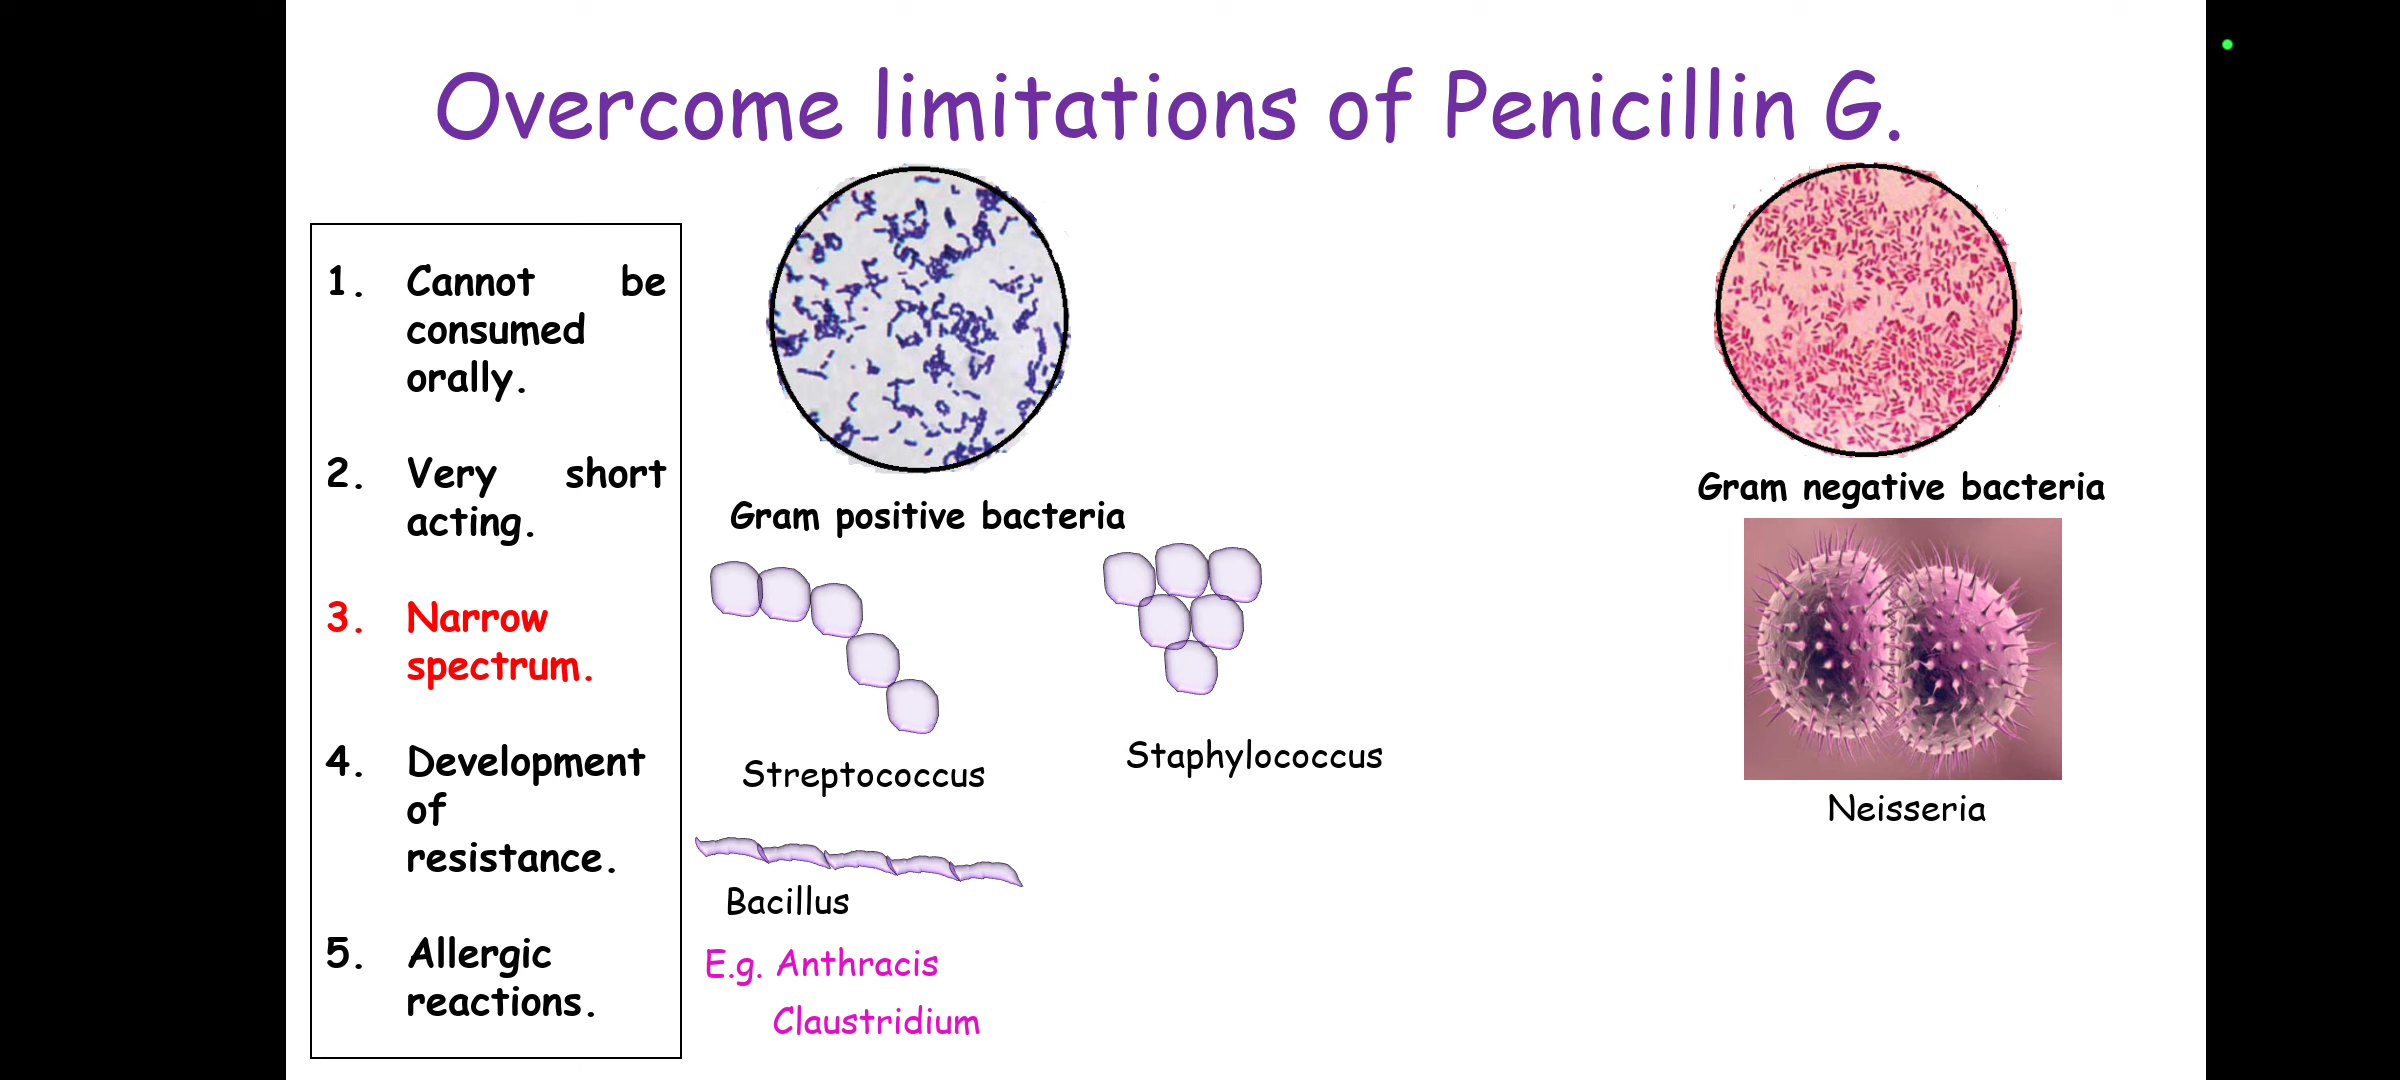 Overcome limitations of Penicillin G.
1. Cannot be
consumed
orally.
2. Very short
acting.
3. Narrow
spectrum.
4. Development
of
resistance.
5. Allergic
reactions.
Gram positive bacteria
Streptococcus
Staphylococcus
Bacillus
E.g. Anthracis
Claustridium
Gram negative bacteria
Neisseria